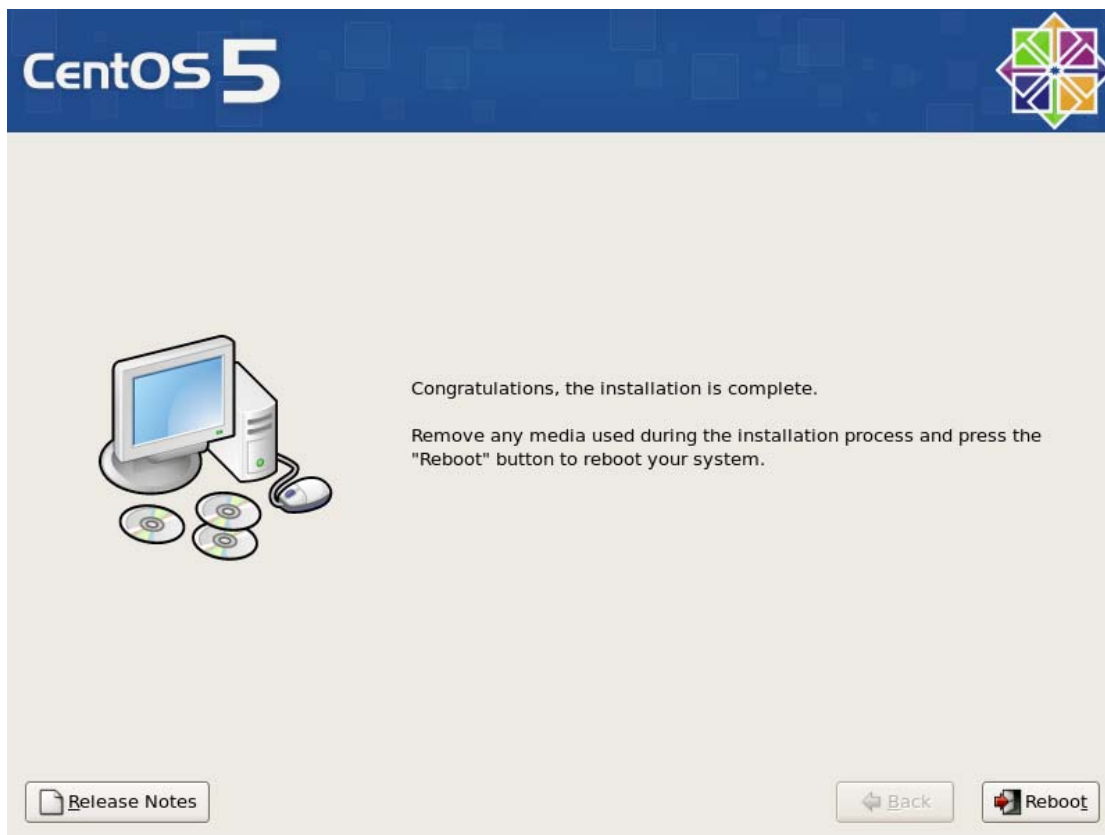 CentOS 5
Congratulations, the installation is complete.
Remove any media used during the installation process and press the
"Reboot" button to reboot your system.
Release Notes
Back
Reboot